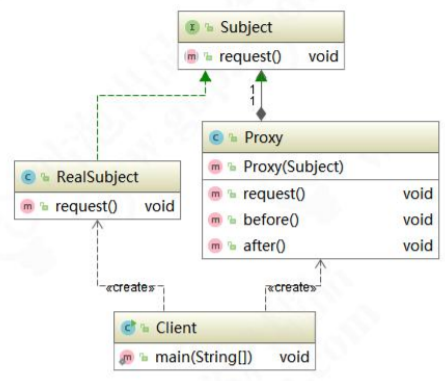 Subject
request() void
1
1
Proxy
Proxy(Subject)
request() void
before() void
after() void
RealSubject
request() void
«create»
«create»
Client
main(String[]) void